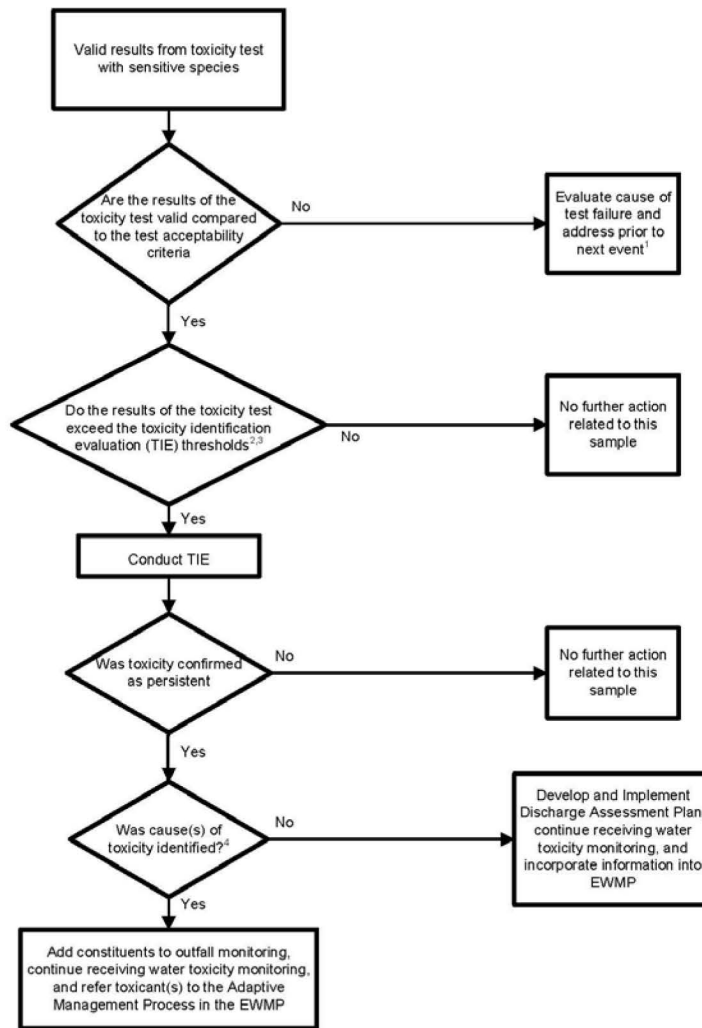 Valid results from toxicity test
with sensitive species
Are the results of the
toxicity test valid compared
to the test acceptability
criteria
No
Evaluate cause of
test failure and
address prior to
next event¹
Yes
Do the results of the toxicity test
exceed the toxicity identification
evaluation (TIE) thresholds²,³
No
No further action
related to this
sample
Yes
Conduct TIE
Was toxicity confirmed
as persistent
No
No further action
related to this
sample
Yes
Was cause(s) of
toxicity identified?⁴
No
Develop and Implement
Discharge Assessment Plan
continue receiving water
toxicity monitoring, and
incorporate information into
EWMP
Yes
Add constituents to outfall monitoring,
continue receiving water toxicity monitoring,
and refer toxicant(s) to the Adaptive
Management Process in the EWMP